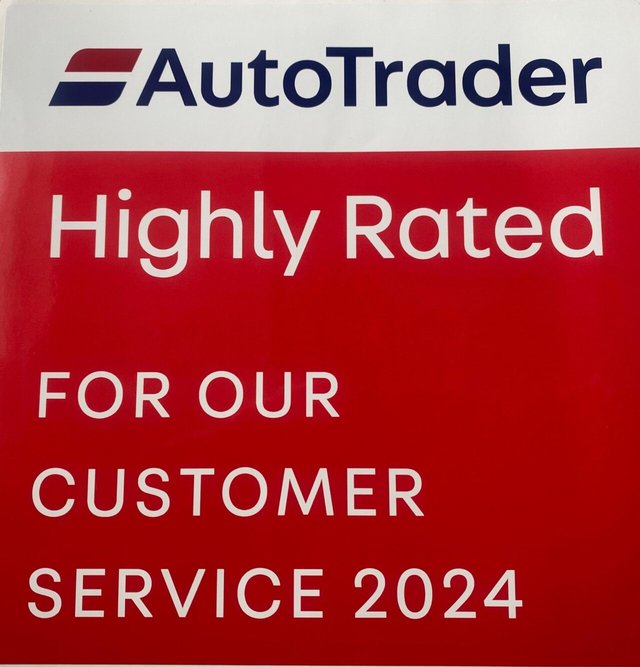 AutoTrader
Highly Rated
FOR OUR
CUSTOMER
SERVICE 2024